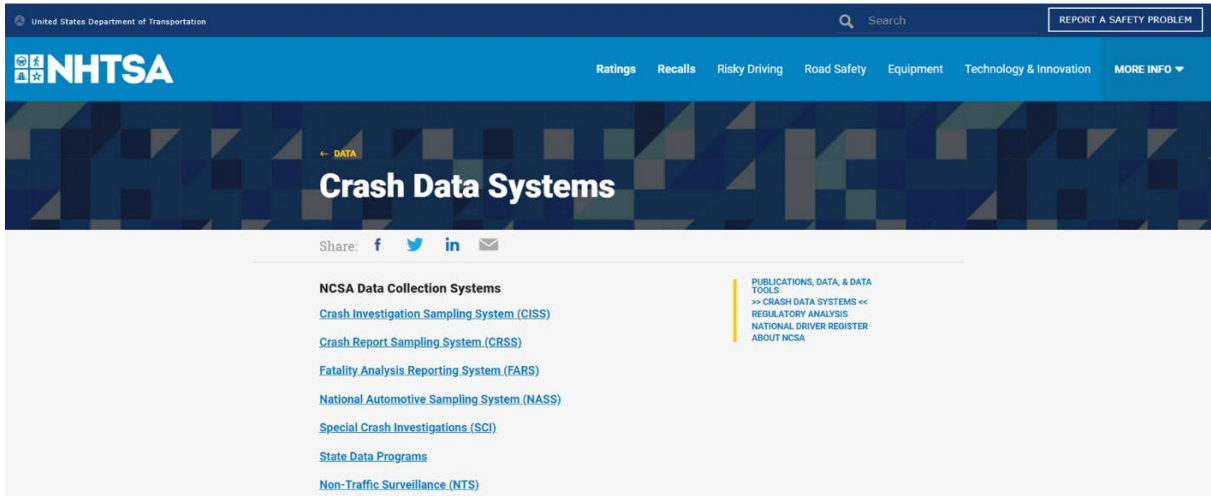 United States Department of Transportation
Search
REPORT A SAFETY PROBLEM
NHTSA
Ratings Recalls Risky Driving Road Safety Equipment Technology & Innovation MORE INFO
← DATA
Crash Data Systems
Share: f in
NCSA Data Collection Systems
Crash Investigation Sampling System (CISS)
Crash Report Sampling System (CRSS)
Fatality Analysis Reporting System (FARS)
National Automotive Sampling System (NASS)
Special Crash Investigations (SCI)
State Data Programs
Non-Traffic Surveillance (NTS)
PUBLICATIONS, DATA, & DATA
TOOLS
>> CRASH DATA SYSTEMS <<
REGULATORY ANALYSIS
NATIONAL DRIVER REGISTER
ABOUT NCSA